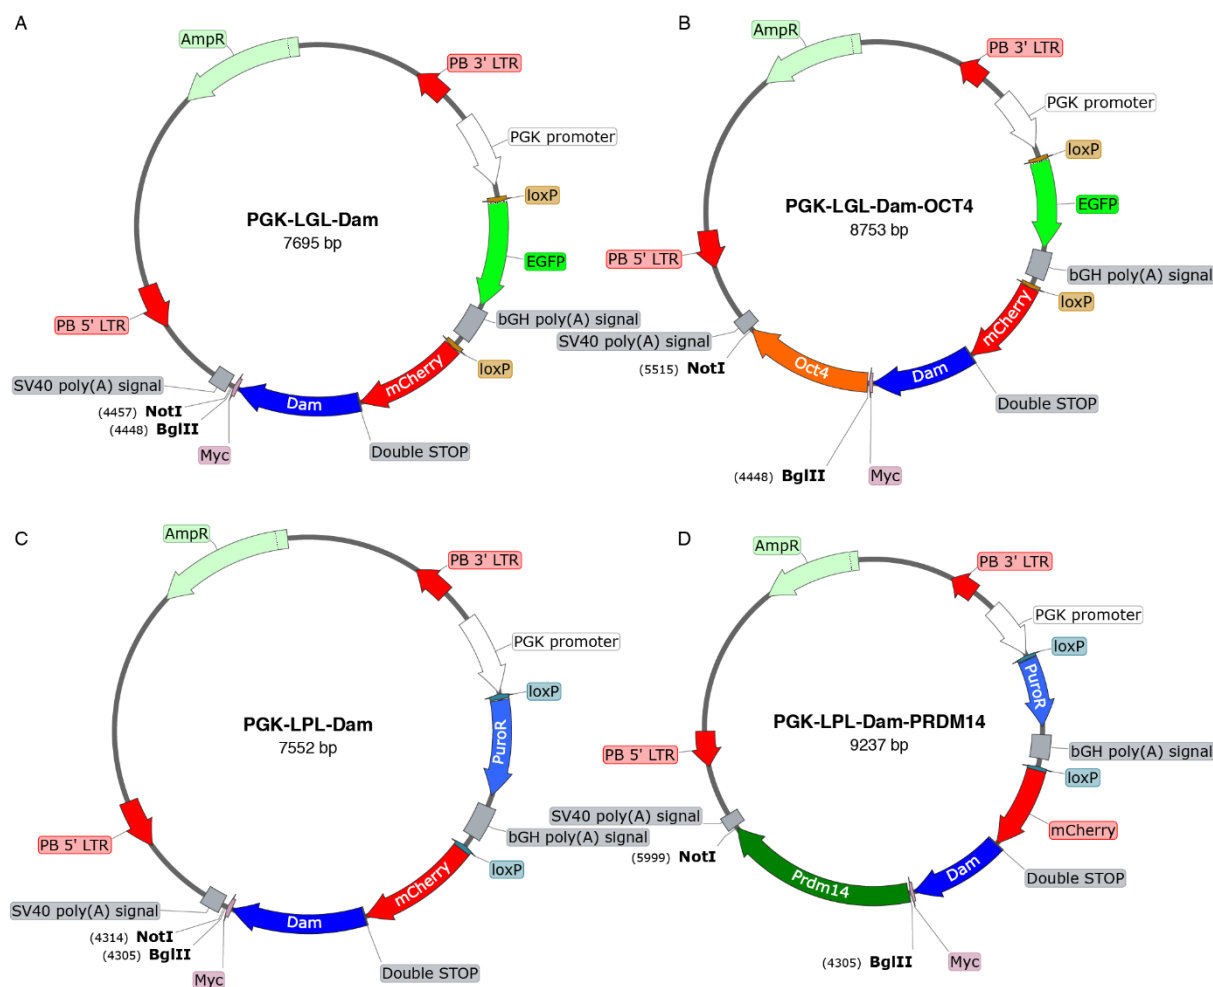 A
AmpR
PB 3' LTR
PGK promoter
loxP
PGK-LGL-Dam
7695 bp
EGFP
PB 5' LTR
bGH poly(A) signal
loxP
mCherry
SV40 poly(A) signal
Dam
(4457) NotI
(4448) BglII
Double STOP
Myc
B
AmpR
PB 3' LTR
PGK promoter
loxP
PGK-LGL-Dam-OCT4
8753 bp
EGFP
PB 5' LTR
bGH poly(A) signal
loxP
mCherry
SV40 poly(A) signal
(5515) NotI
Oct4
Dam
Double STOP
(4448) BglII
Myc
C
AmpR
PB 3' LTR
PGK promoter
loxP
PGK-LPL-Dam
7552 bp
PuroR
PB 5' LTR
bGH poly(A) signal
loxP
mCherry
SV40 poly(A) signal
Dam
(4314) NotI
(4305) BglII
Double STOP
Myc
D
AmpR
PB 3' LTR
PGK promoter
loxP
PuroR
PGK-LPL-Dam-PRDM14
9237 bp
PB 5' LTR
bGH poly(A) signal
loxP
SV40 poly(A) signal
mCherry
(5999) NotI
Prdm14
Dam
Double STOP
(4305) BglII
Myc